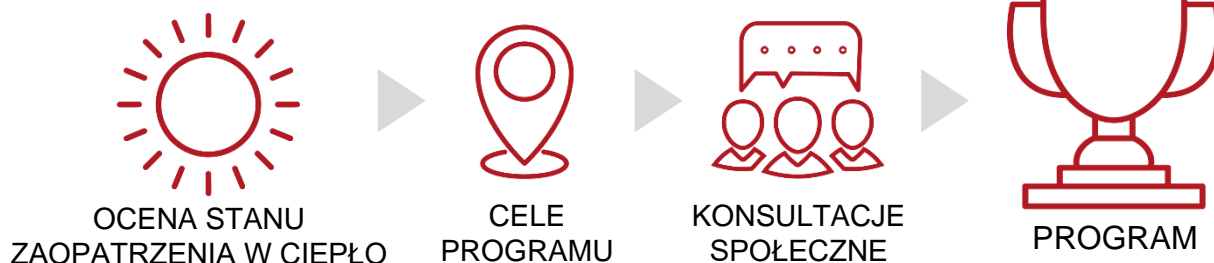 OCENA STANU
ZAOPATRZENIA W CIEPŁO
CELE
PROGRAMU
KONSULTACJE
SPOŁECZNE
PROGRAM